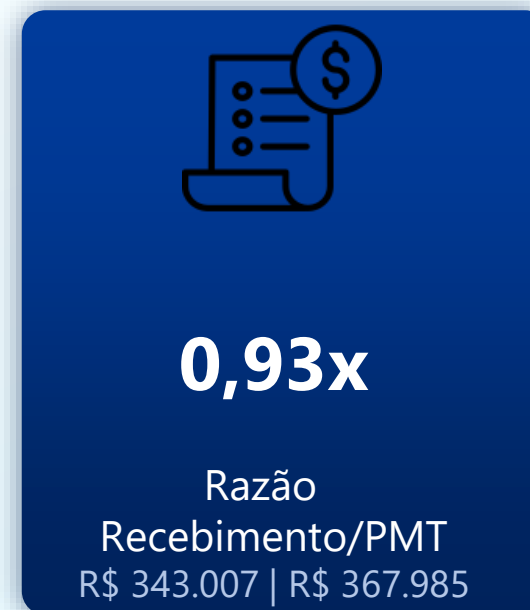 $
0,93x
Razão
Recebimento/PMT
R$ 343.007 | R$ 367.985